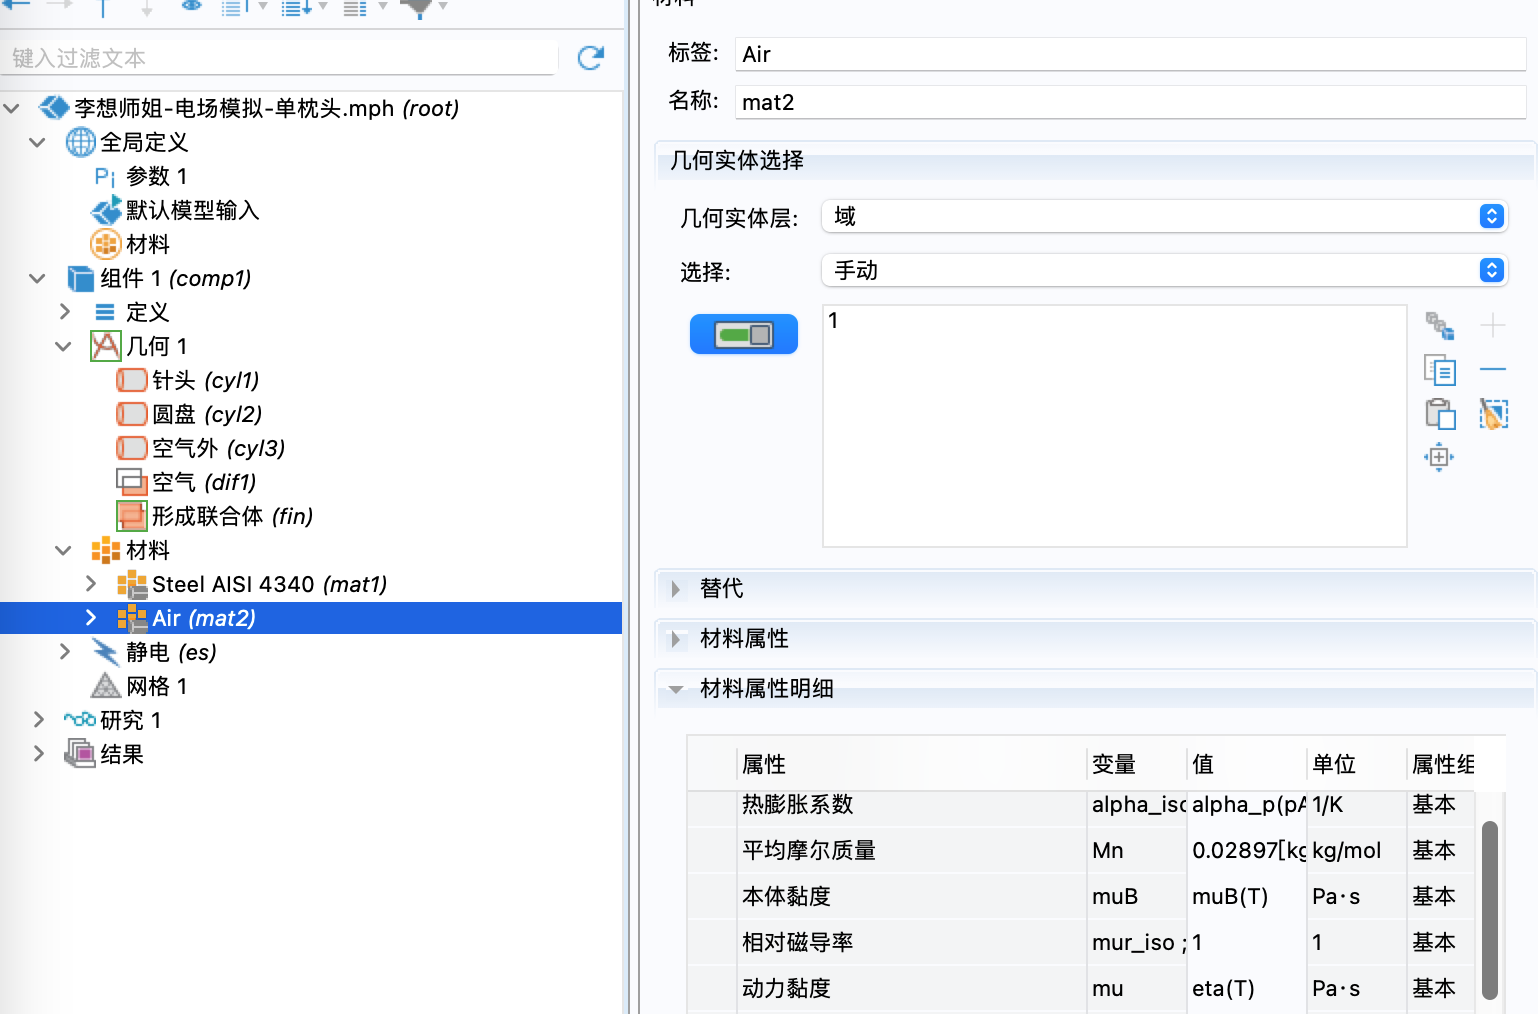 键入过滤文本
李想师姐-电场模拟-单枕头.mph (root)
全局定义
Pi 参数 1
默认模型输入
材料
组件 1 (comp1)
定义
几何 1
针头 (cyl1)
圆盘 (cyl2)
空气外 (cyl3)
空气 (dif1)
形成联合体 (fin)
材料
Steel AISI 4340 (mat1)
Air (mat2)
静电 (es)
网格 1
研究 1
结果
材料
标签: Air
名称: mat2
几何实体选择
几何实体层: 域
选择: 手动
1
替代
材料属性
材料属性明细
属性 变量 值 单位 属性组
热膨胀系数 alpha_iso alpha_p(pA 1/K 基本
平均摩尔质量 Mn 0.02897[kg kg/mol 基本
本体黏度 muB muB(T) Pa·s 基本
相对磁导率 mur_iso ; 1 1 基本
动力黏度 mu eta(T) Pa·s 基本